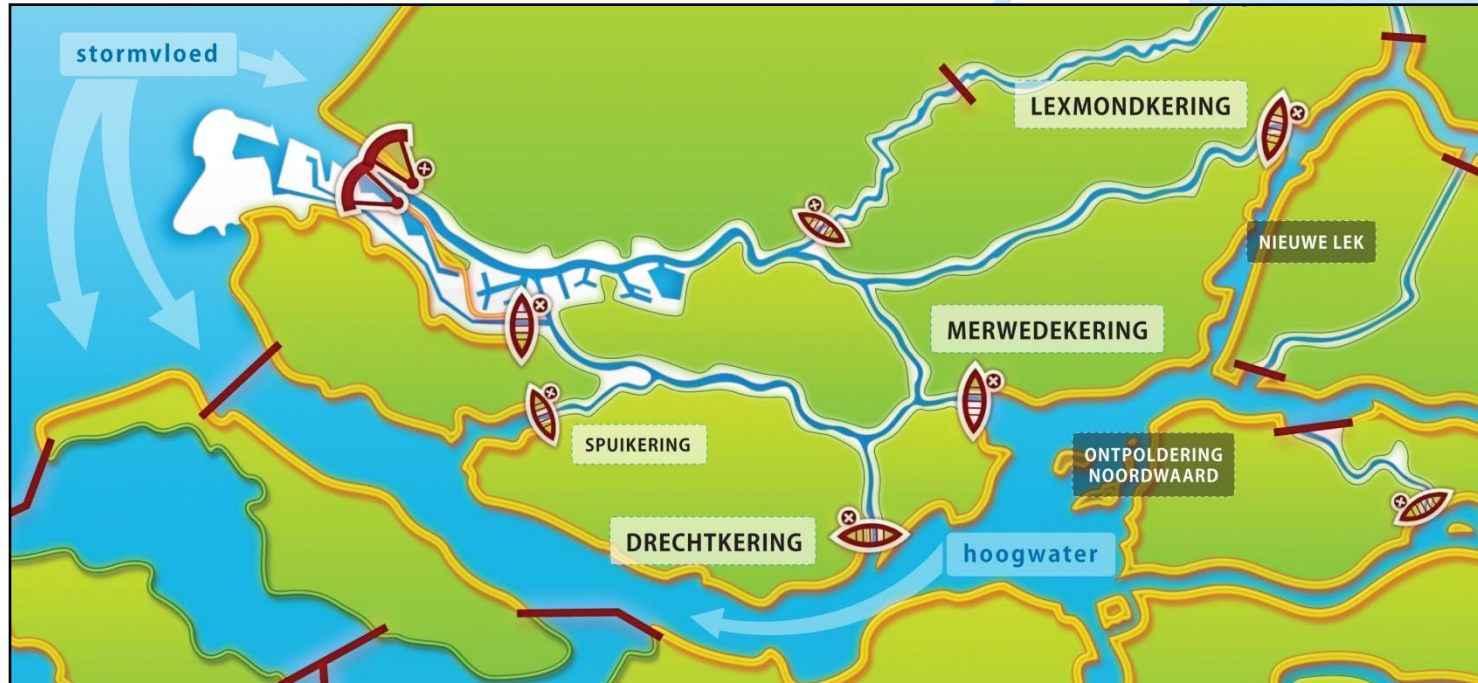 stormvloed
LEXMONDKERING
NIEUWE LEK
MERWEDEKERING
SPUIKERING
ONTPOLDERING
NOORDWAARD
DRECHTKERING
hoogwater